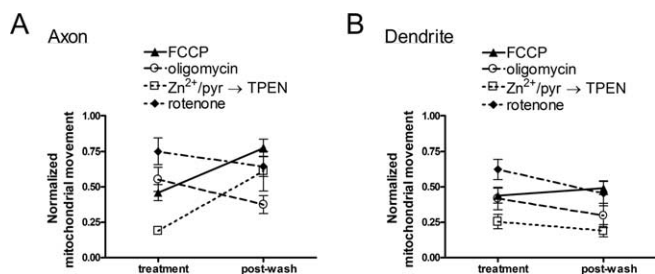 A Axon
FCCP
oligomycin
Zn²⁺/pyr → TPEN
rotenone
Normalized
mitochondrial movement
1.00
0.75
0.50
0.25
0.00
treatment post-wash
B Dendrite
FCCP
oligomycin
Zn²⁺/pyr → TPEN
rotenone
Normalized
mitochondrial movement
1.00
0.75
0.50
0.25
0.00
treatment post-wash